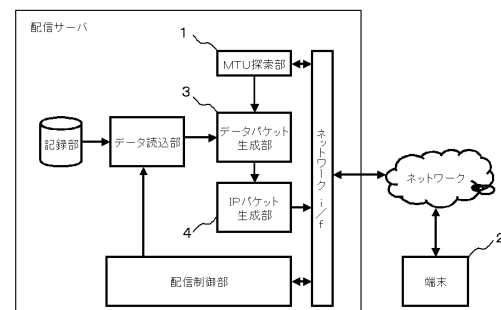 配信サーバ
1
MTU探索部
3
記録部
データ読込部
データパケット
生成部
ネットワークi/f
ネットワーク
IPパケット
生成部
4
2
配信制御部
端末